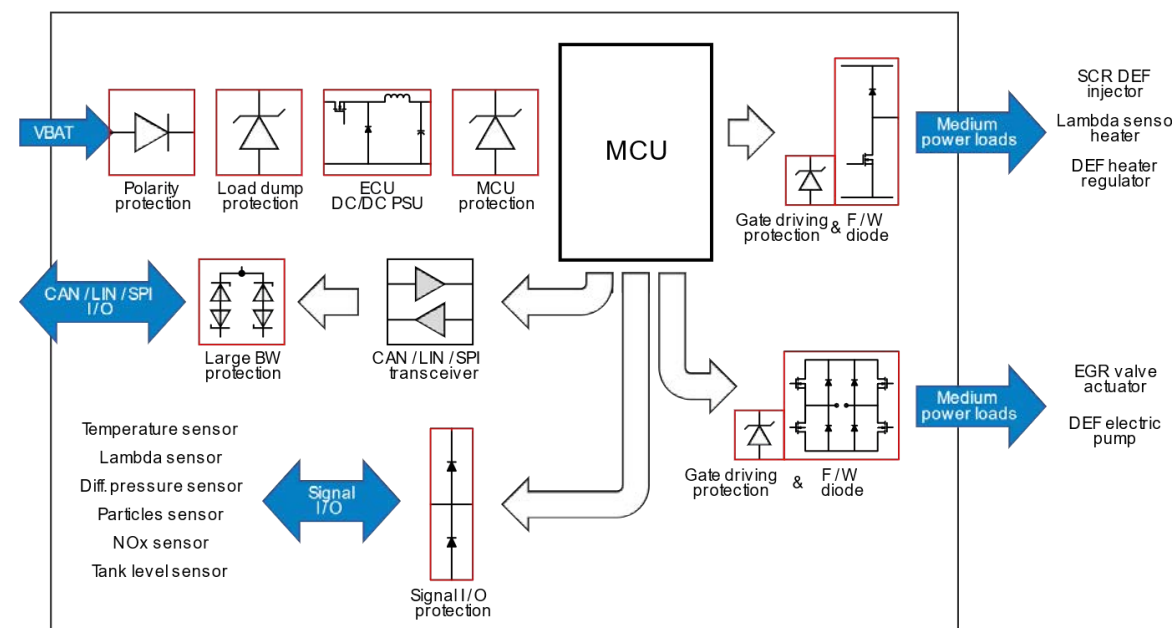 VBAT
Polarity
protection
Load dump
protection
ECU
DC/DC PSU
MCU
protection
MCU
Gate driving
protection
&
F/W
diode
Medium
power loads
SCR DEF
injector
Lambda senso
heater
DEF heater
regulator
CAN/LIN/SPI
I/O
Large BW
protection
CAN/LIN/SPI
transceiver
Gate driving
protection
&
F/W
diode
Medium
power loads
EGR valve
actuator
DEF electric
pump
Temperature sensor
Lambda sensor
Diff.pressure sensor
Particles sensor
NOx sensor
Tank level sensor
Signal
I/O
Signal I/O
protection